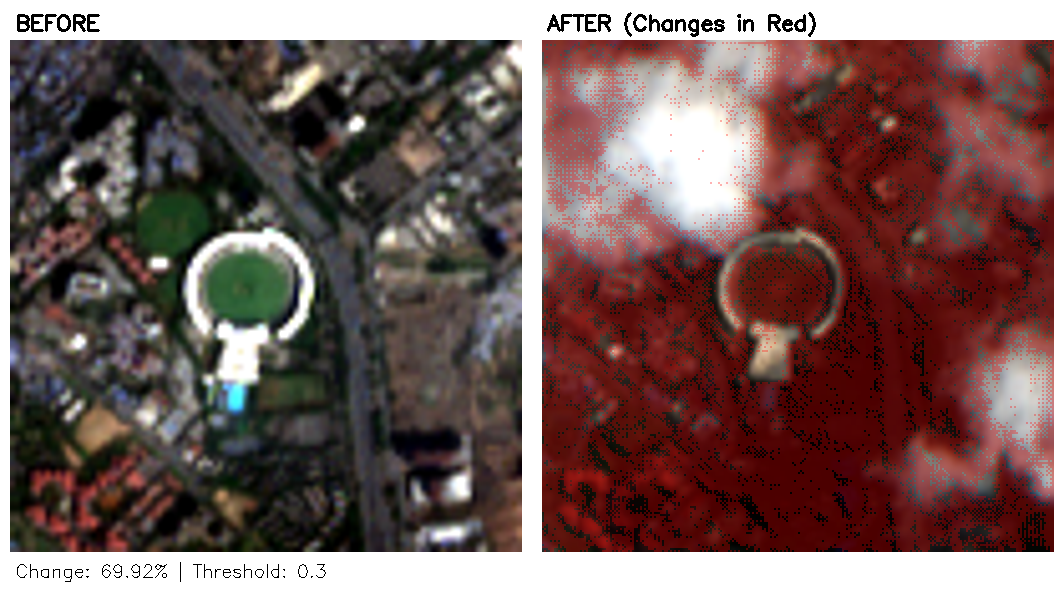 BEFORE
AFTER (Changes in Red)
Change: 69.92% | Threshold: 0.3